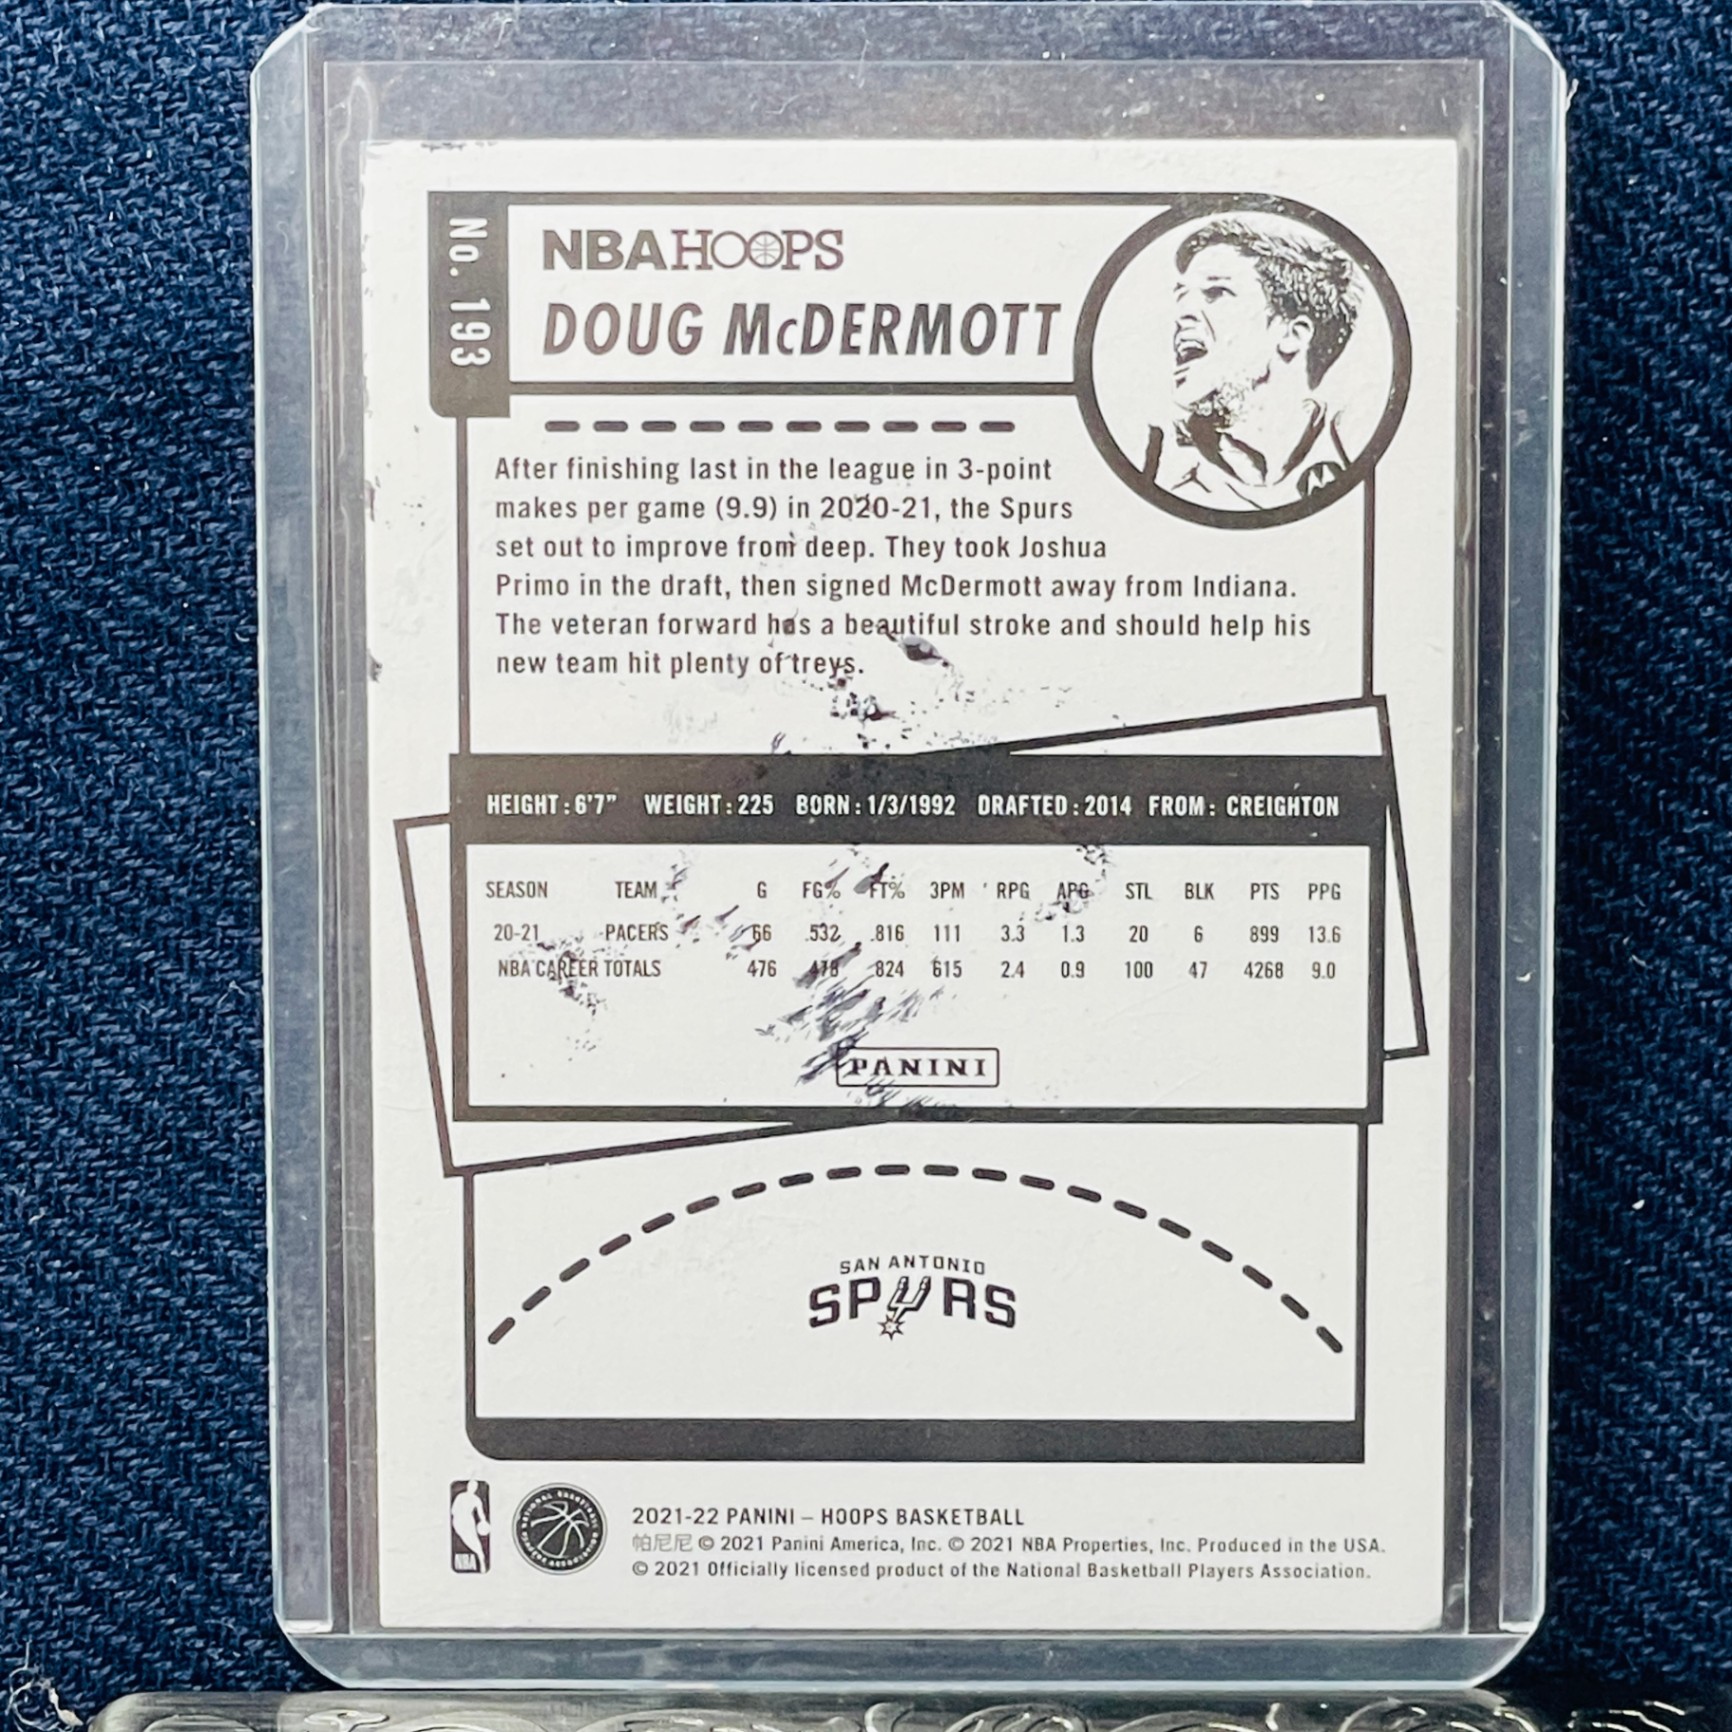 No. 193
NBA HOOPS
DOUG McDERMOTT
After finishing last in the league in 3-point
makes per game (9.9) in 2020-21, the Spurs
set out to improve from deep. They took Joshua
Primo in the draft, then signed McDermott away from Indiana.
The veteran forward has a beautiful stroke and should help his
new team hit plenty of treys.
HEIGHT: 6'7" WEIGHT: 225 BORN: 1/3/1992 DRAFTED: 2014 FROM: CREIGHTON
SEASON TEAM G FG% FT% 3PM RPG APG STL BLK PTS PPG
20-21 PACERS 66 .532 .816 111 3.3 1.3 20 6 899 13.6
NBA CAREER TOTALS 476 .824 615 2.4 0.9 100 47 4268 9.0
PANINI
SAN ANTONIO
SPURS
NBA
2021-22 PANINI – HOOPS BASKETBALL
帕尼尼 © 2021 Panini America, Inc. © 2021 NBA Properties, Inc. Produced in the USA.
© 2021 Officially licensed product of the National Basketball Players Association.